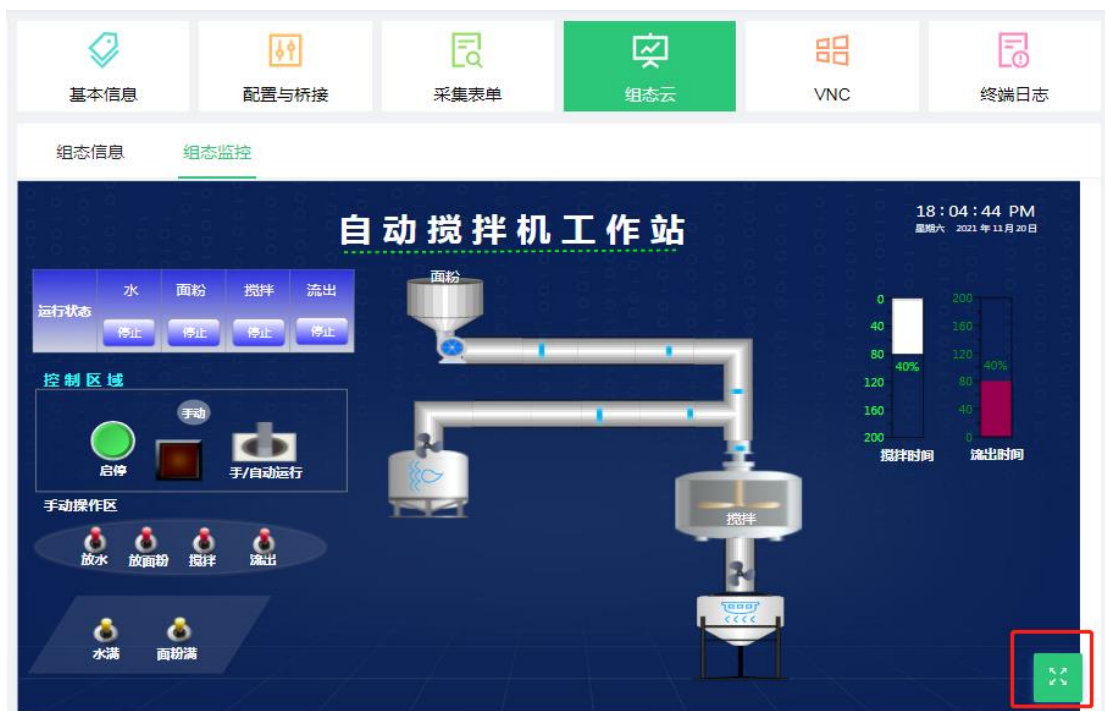 基本信息
配置与桥接
采集表单
组态云
VNC
终端日志
组态信息
组态监控
自动搅拌机工作站
18:04:44 PM
星期六 2021年11月20日
水 面粉 搅拌 流出
运行状态
停止 停止 停止 停止
控制区域
手动
启停
手/自动运行
手动操作区
放水 放面粉 搅拌 流出
水满 面粉满
面粉
搅拌
0
40
80
120
160
200
40%
搅拌时间
200
160
120
80
40
0
40%
流出时间